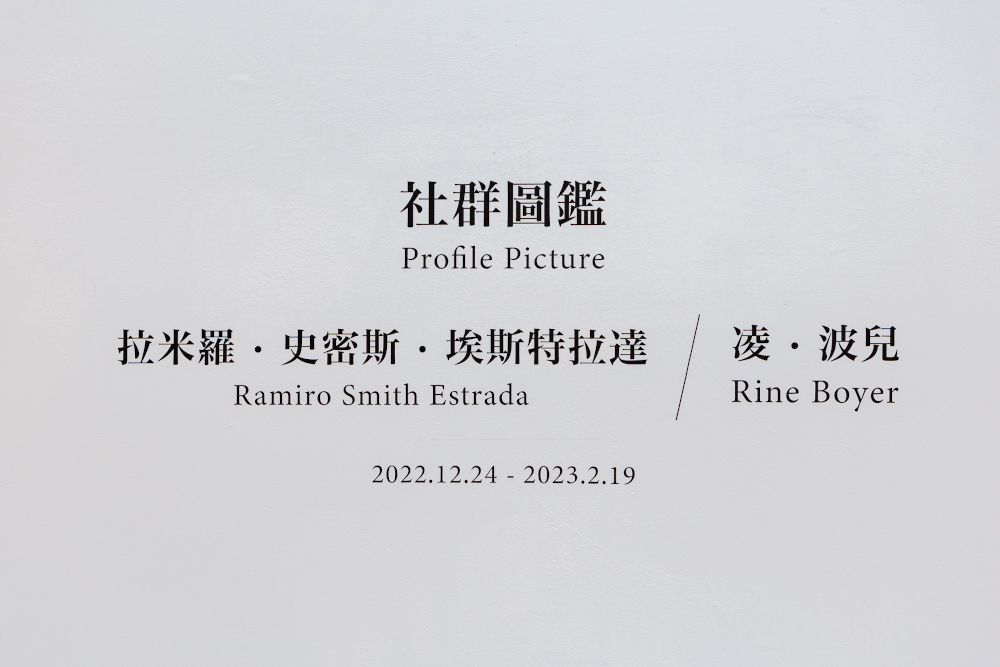 社群圖鑑
Profile Picture
拉米羅・史密斯・埃斯特拉達 / 凌・波兒
Ramiro Smith Estrada Rine Boyer
2022.12.24 - 2023.2.19